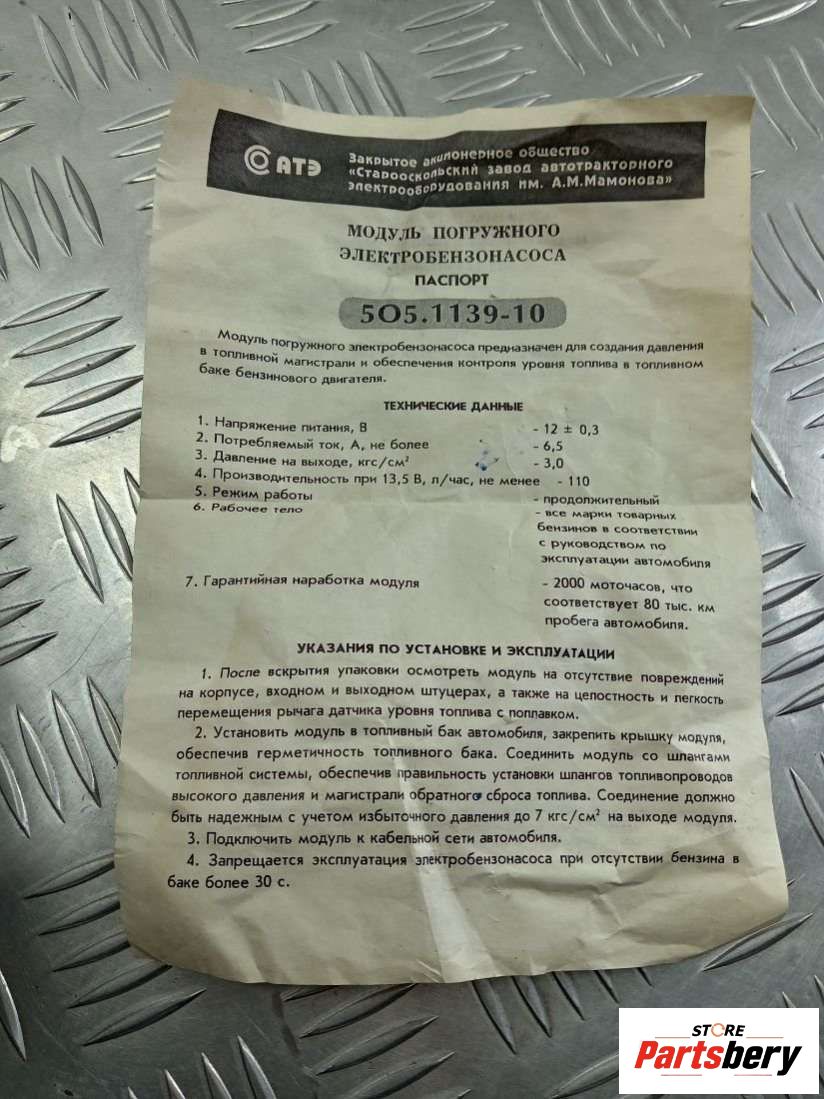 СОАТЭ
Закрытое акционерное общество
«Старооскольский завод автотракторного
электрооборудования им. А.М.Мамонова»
МОДУЛЬ ПОГРУЖНОГО
ЭЛЕКТРОБЕНЗОНАСОСА
ПАСПОРТ
505.1139-10
Модуль погружного электробензонасоса предназначен для создания давления
в топливной магистрали и обеспечения контроля уровня топлива в топливном
баке бензинового двигателя.
ТЕХНИЧЕСКИЕ ДАННЫЕ
1. Напряжение питания, В - 12 ± 0,3
2. Потребляемый ток, А, не более - 6,5
3. Давление на выходе, кгс/см² - 3,0
4. Производительность при 13,5 В, л/час, не менее - 110
5. Режим работы - продолжительный
6. Рабочее тело - все марки товарных
бензинов в соответствии
с руководством по
эксплуатации автомобиля
7. Гарантийная наработка модуля - 2000 моточасов, что
соответствует 80 тыс. км
пробега автомобиля.
УКАЗАНИЯ ПО УСТАНОВКЕ И ЭКСПЛУАТАЦИИ
1. После вскрытия упаковки осмотреть модуль на отсутствие повреждений
на корпусе, входном и выходном штуцерах, а также на целостность и легкость
перемещения рычага датчика уровня топлива с поплавком.
2. Установить модуль в топливный бак автомобиля, закрепить крышку модуля,
обеспечив герметичность топливного бака. Соединить модуль со шлангами
топливной системы, обеспечив правильность установки шлангов топливопроводов
высокого давления и магистрали обратного сброса топлива. Соединение должно
быть надежным с учетом избыточного давления до 7 кгс/см² на выходе модуля.
3. Подключить модуль к кабельной сети автомобиля.
4. Запрещается эксплуатация электробензонасоса при отсутствии бензина в
баке более 30 с.
STORE
Partsbery